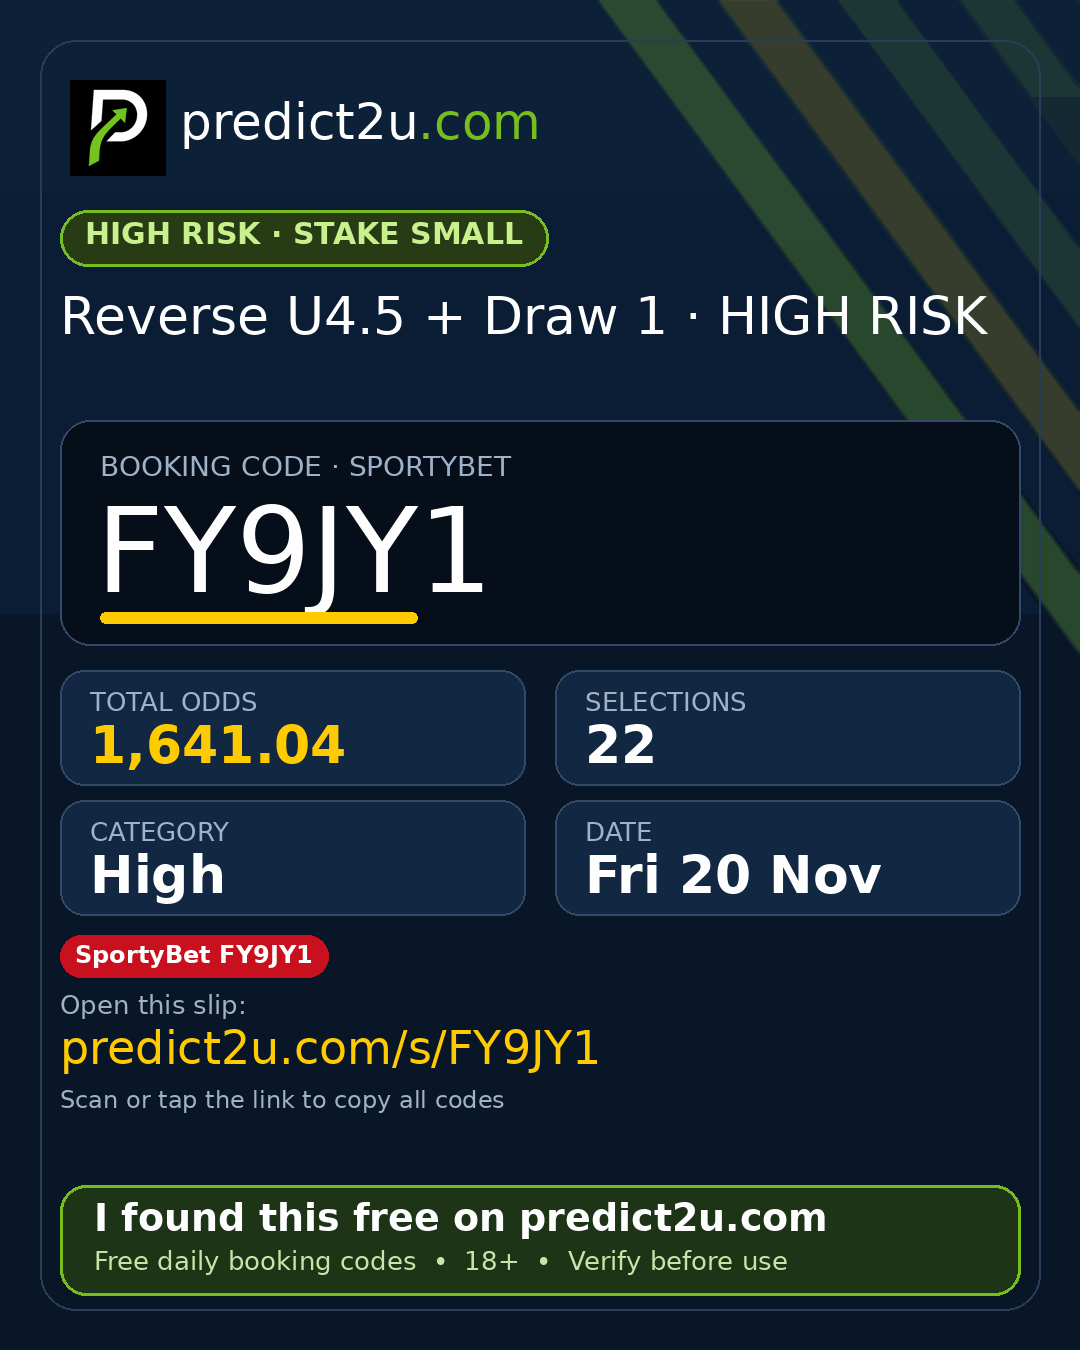 predict2u.com
HIGH RISK · STAKE SMALL
Reverse U4.5 + Draw 1 · HIGH RISK
BOOKING CODE · SPORTYBET
FY9JY1
TOTAL ODDS
1,641.04
SELECTIONS
22
CATEGORY
High
DATE
Fri 20 Nov
SportyBet FY9JY1
Open this slip:
predict2u.com/s/FY9JY1
Scan or tap the link to copy all codes
I found this free on predict2u.com
Free daily booking codes • 18+ • Verify before use